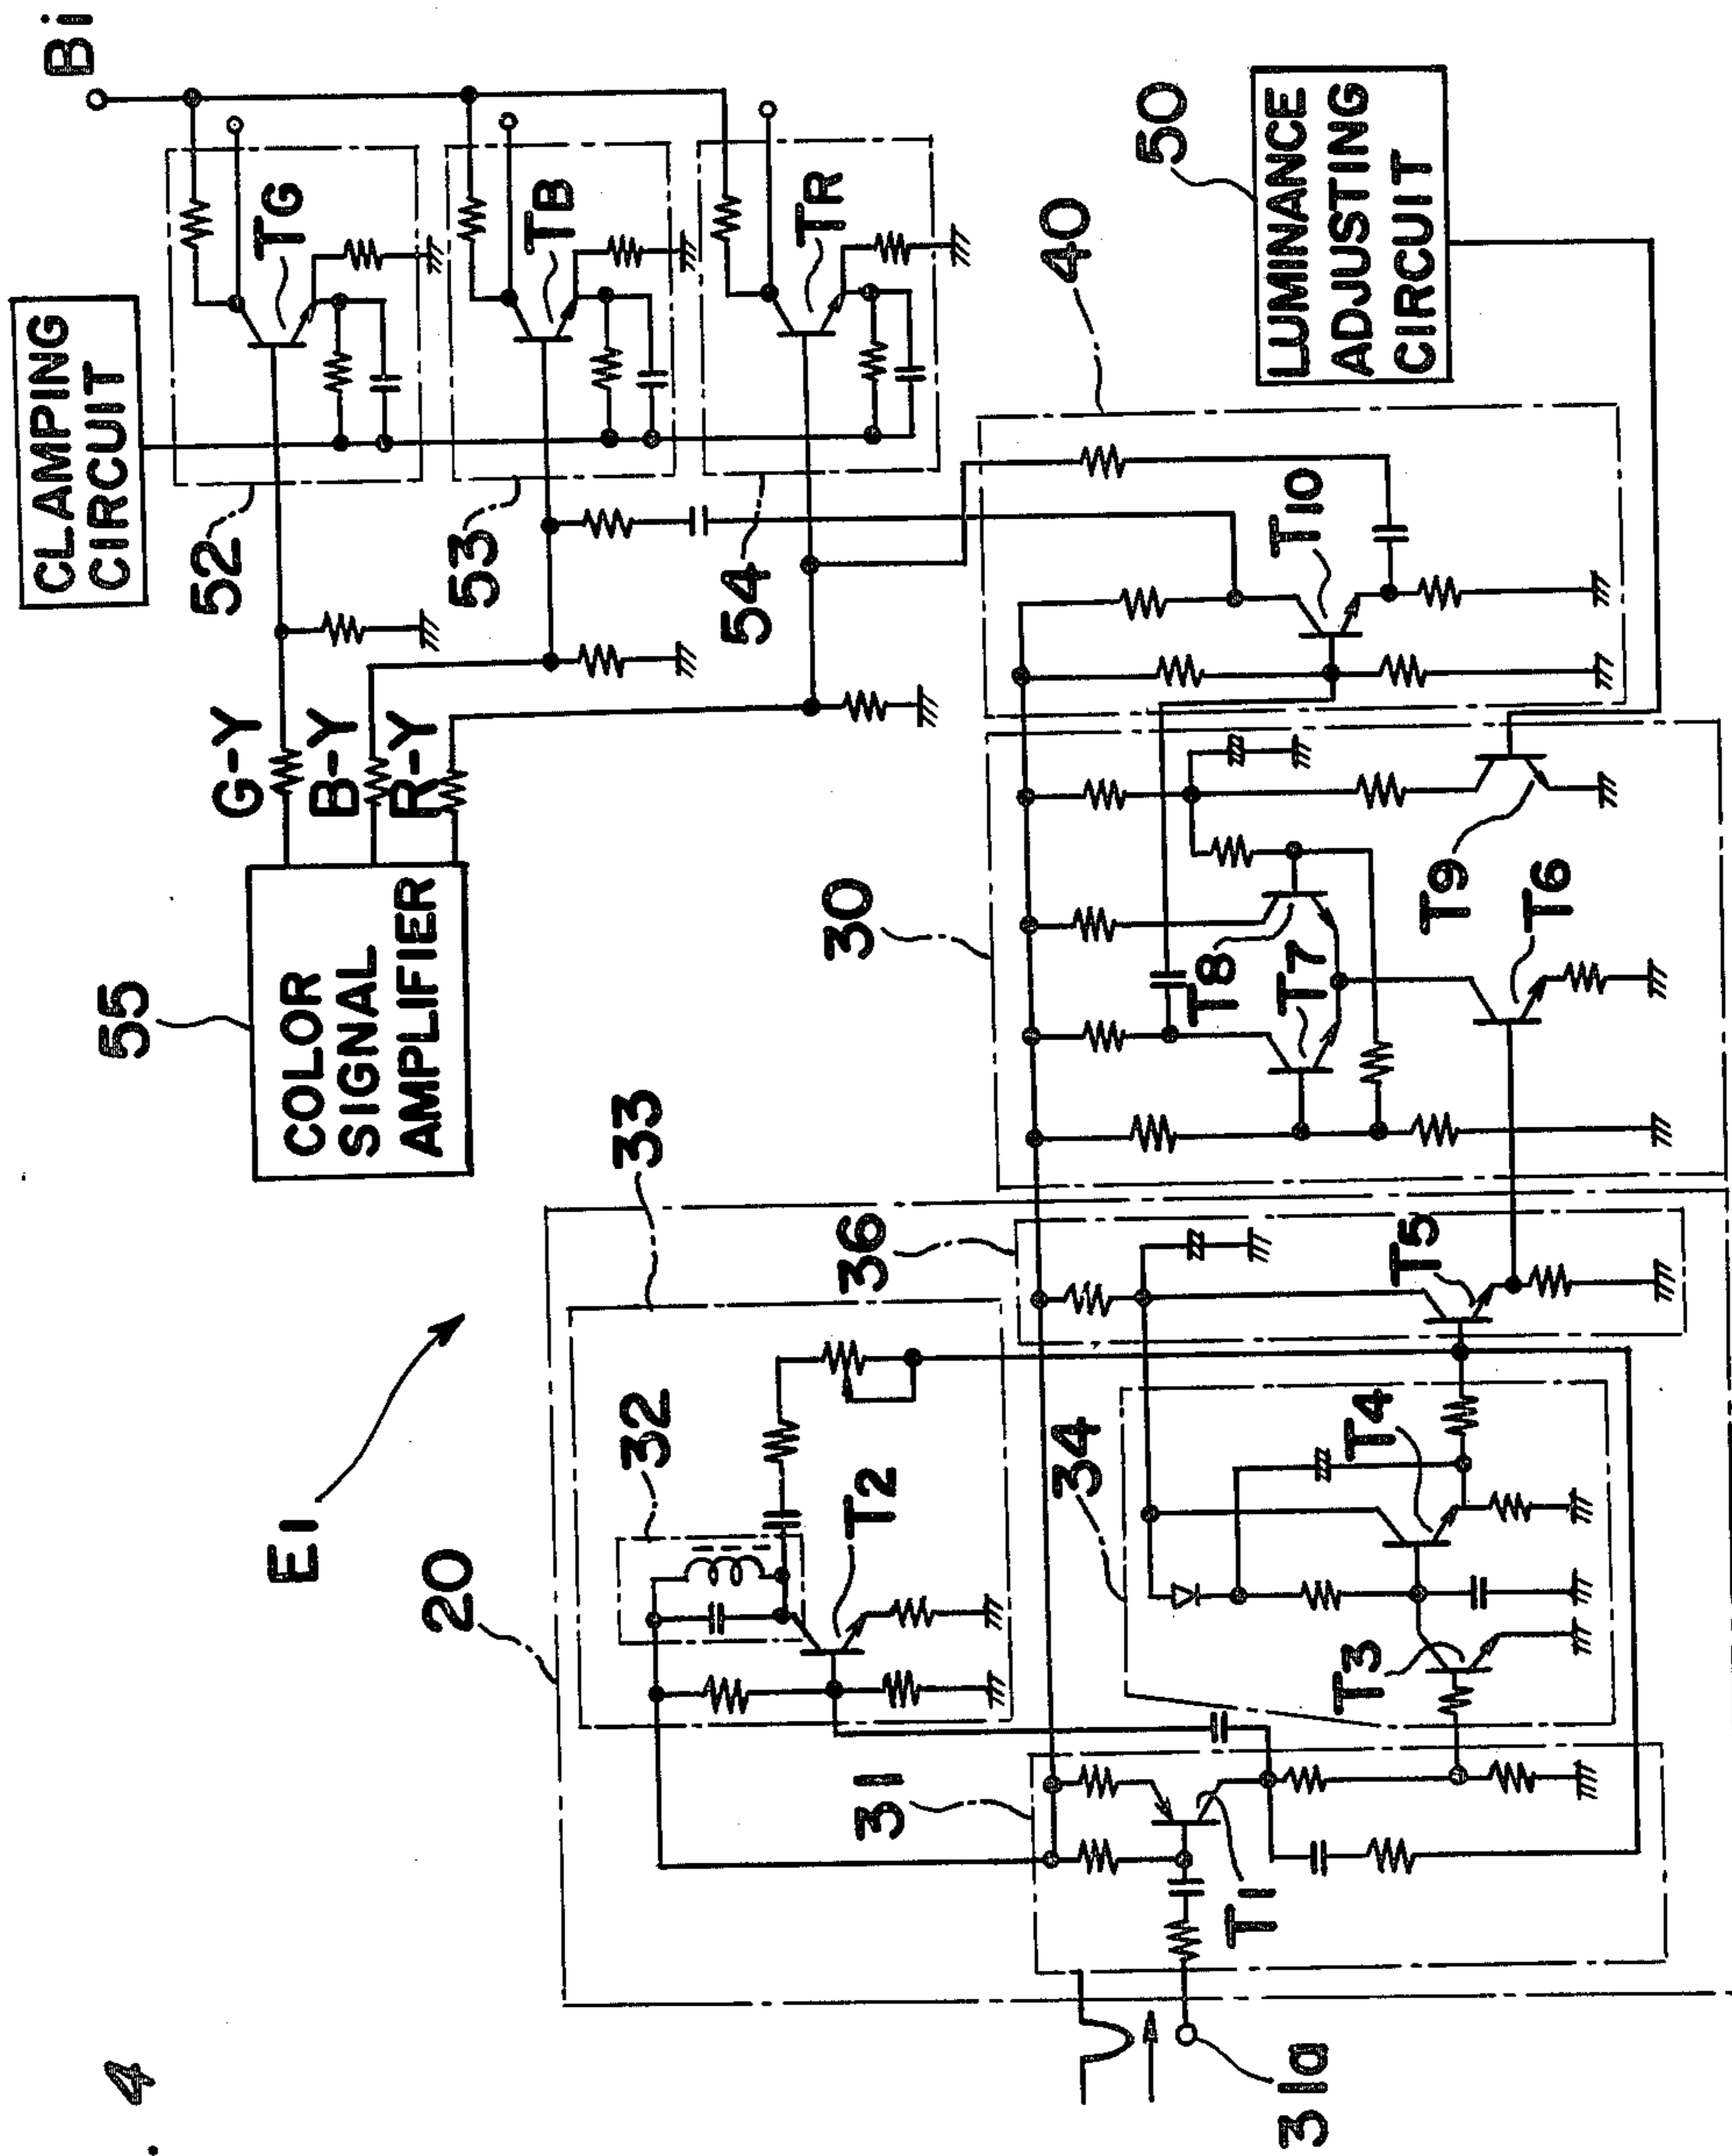 . 4
E1
CLAMPING
CIRCUIT
Bi
55
COLOR
SIGNAL
AMPLIFIER
G-Y
B-Y
R-Y
52
53
54
TG
TB
TR
20
33
32
T2
36
T5
34
T4
T3
31
T1
31a
30
T8
T7
T9
T6
40
T10
50
LUMINANCE
ADJUSTING
CIRCUIT